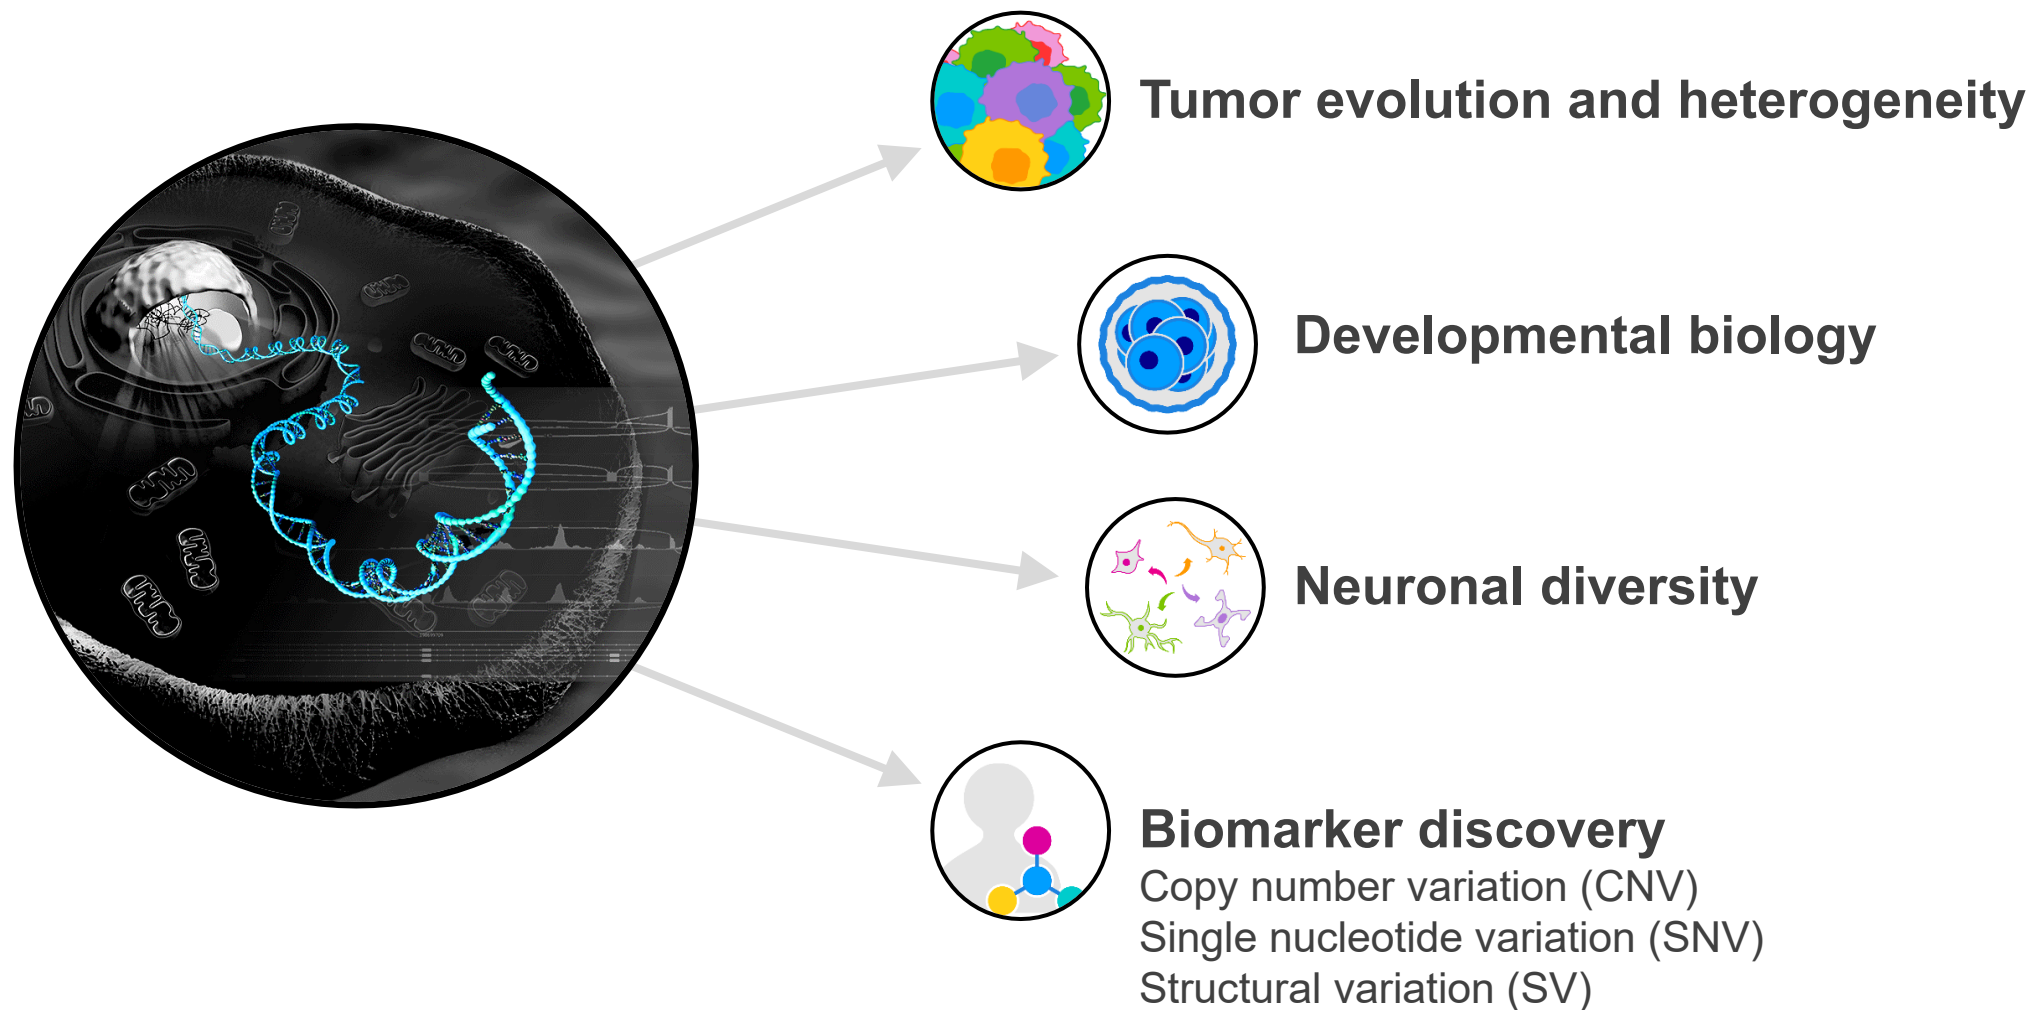 Tumor evolution and heterogeneity
Developmental biology
Neuronal diversity
Biomarker discovery
Copy number variation (CNV)
Single nucleotide variation (SNV)
Structural variation (SV)